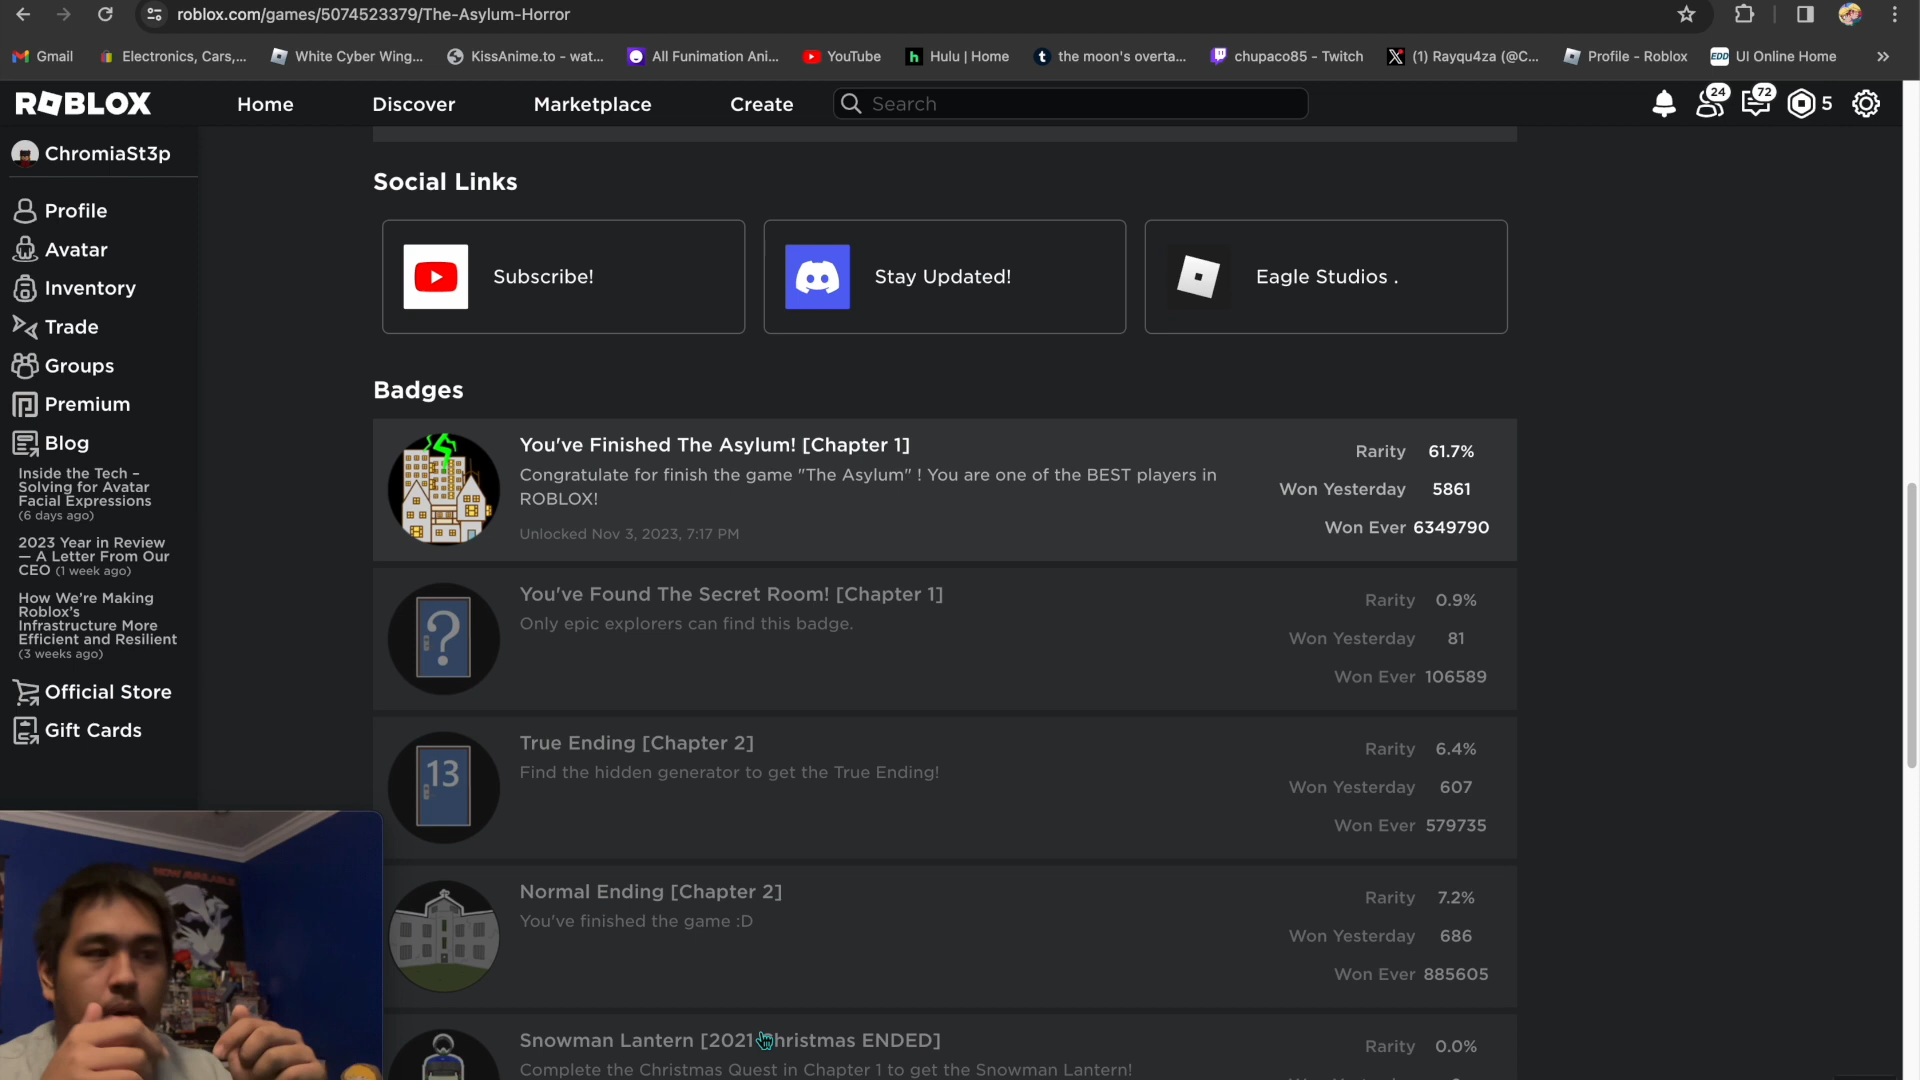 roblox.com/games/5074523379/The-Asylum-Horror
Gmail
Electronics, Cars,...
White Cyber Wing...
KissAnime.to - wat...
All Funimation Ani...
YouTube
Hulu | Home
the moon's overta...
chupaco85 - Twitch
(1) Rayqu4za (@C...
Profile - Roblox
EDD UI Online Home
ROBLOX
Home
Discover
Marketplace
Create
Search
24
72
5
ChromiaSt3p
Profile
Avatar
Inventory
Trade
Groups
Premium
Blog
Inside the Tech –
Solving for Avatar
Facial Expressions
(6 days ago)
2023 Year in Review
— A Letter From Our
CEO (1 week ago)
How We're Making
Roblox's
Infrastructure More
Efficient and Resilient
(3 weeks ago)
Official Store
Gift Cards
Social Links
Subscribe!
Stay Updated!
Eagle Studios .
Badges
You've Finished The Asylum! [Chapter 1]
Congratulate for finish the game "The Asylum" ! You are one of the BEST players in
ROBLOX!
Unlocked Nov 3, 2023, 7:17 PM
Rarity 61.7%
Won Yesterday 5861
Won Ever 6349790
?
You've Found The Secret Room! [Chapter 1]
Only epic explorers can find this badge.
Rarity 0.9%
Won Yesterday 81
Won Ever 106589
13
True Ending [Chapter 2]
Find the hidden generator to get the True Ending!
Rarity 6.4%
Won Yesterday 607
Won Ever 579735
Normal Ending [Chapter 2]
You've finished the game :D
Rarity 7.2%
Won Yesterday 686
Won Ever 885605
Snowman Lantern [2021 Christmas ENDED]
Complete the Christmas Quest in Chapter 1 to get the Snowman Lantern!
Rarity 0.0%
NOW AVAILABLE